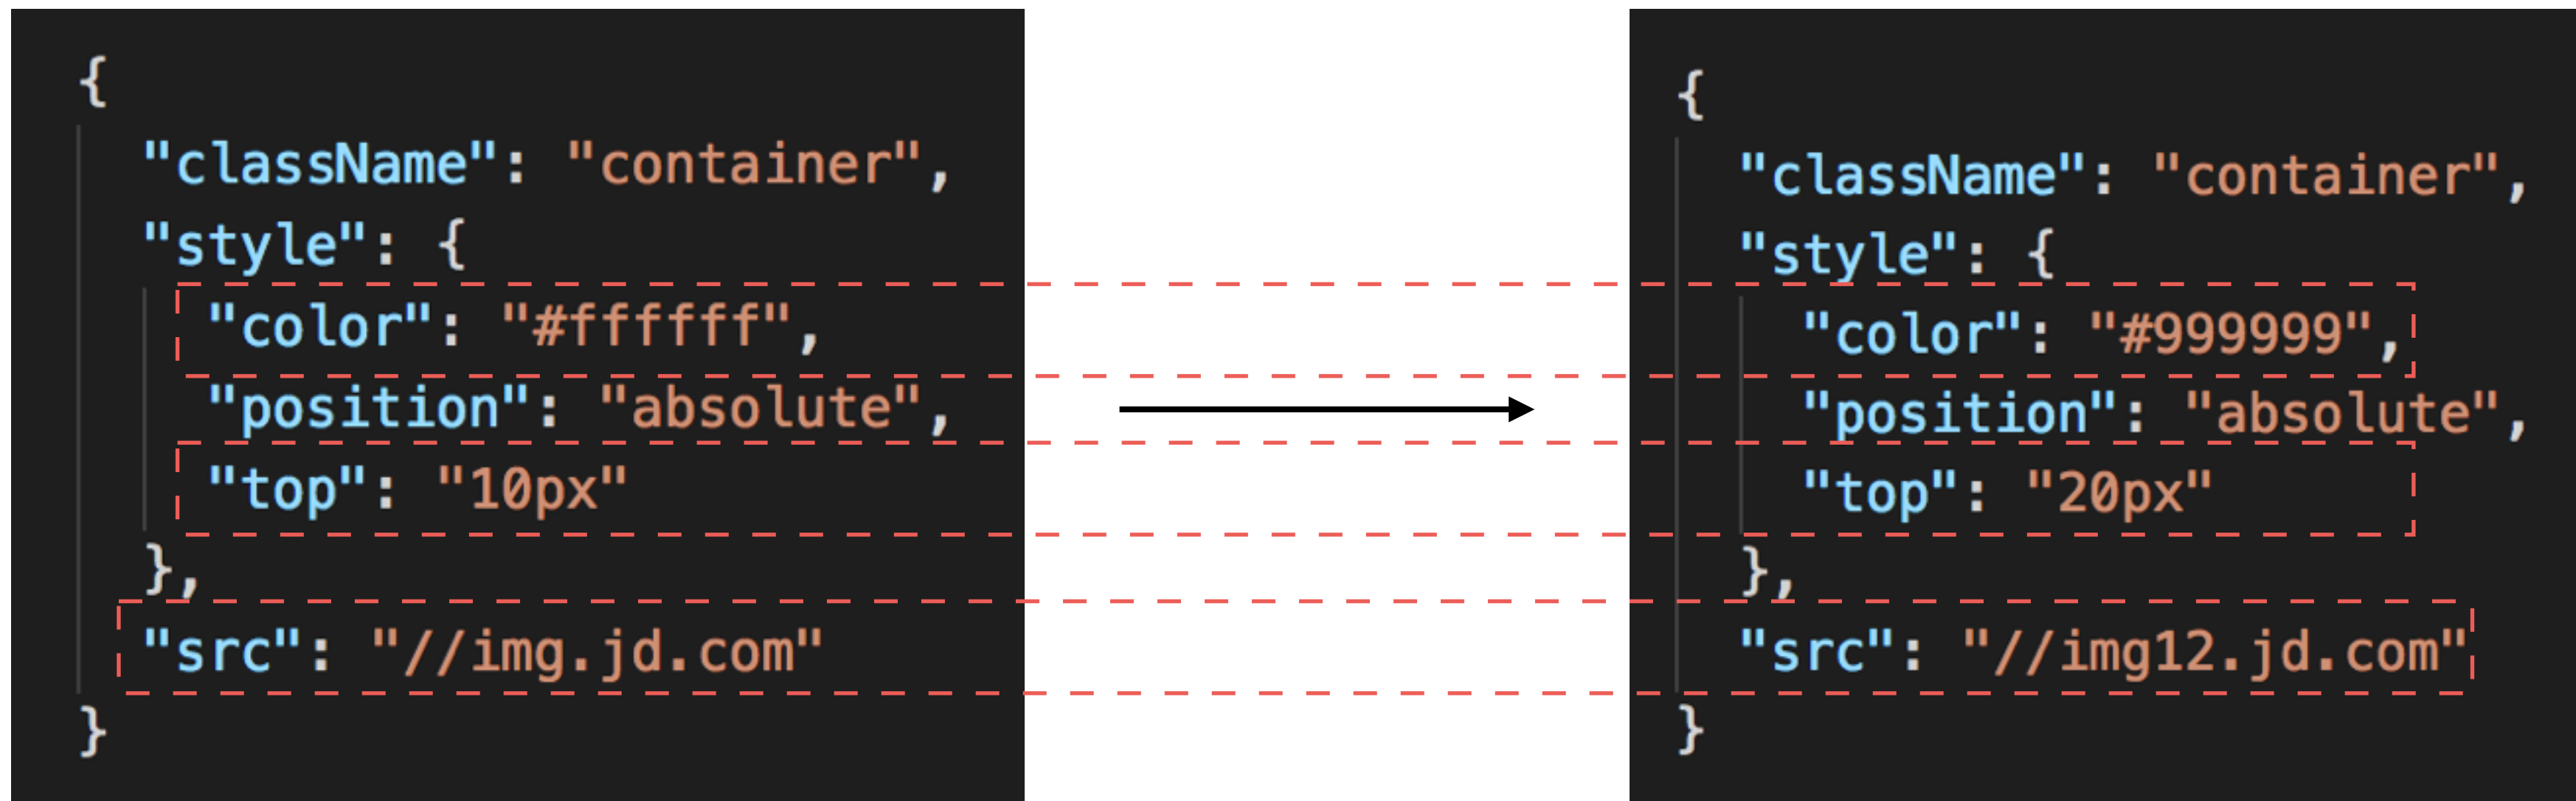 {
"className": "container",
"style": {
"color": "#ffffff",
"position": "absolute",
"top": "10px"
},
"src": "//img.jd.com"
}
{
"className": "container",
"style": {
"color": "#999999",
"position": "absolute",
"top": "20px"
},
"src": "//img12.jd.com"
}